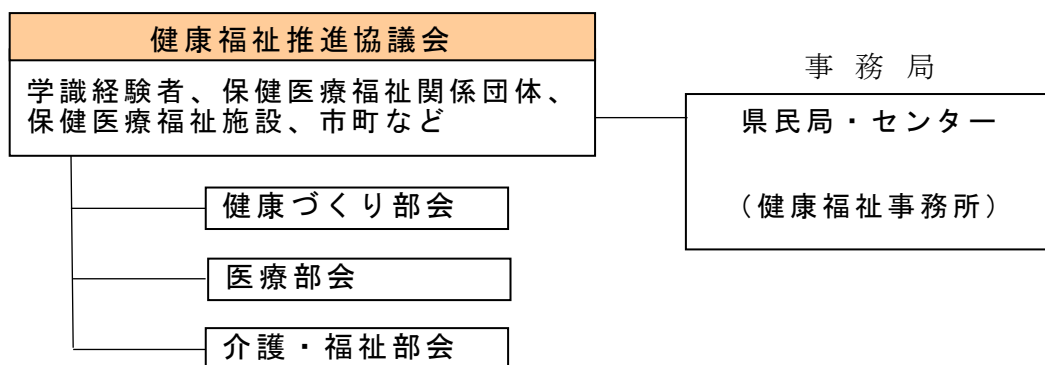 健康福祉推進協議会
学識経験者、保健医療福祉関係団体、
保健医療福祉施設、市町など
事務局
県民局・センター
（健康福祉事務所）
健康づくり部会
医療部会
介護・福祉部会